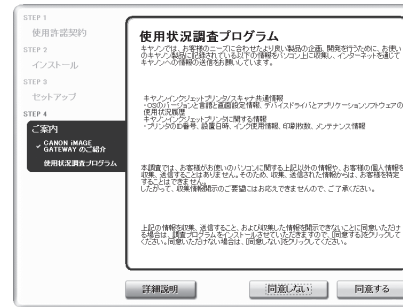 STEP 1
使用許諾契約
STEP 2
インストール
STEP 3
セットアップ
STEP 4
ご案内
CANON iMAGE
GATEWAY のご紹介
使用状況調査プログラム
使用状況調査プログラム
キヤノンでは、お客様のニーズに合わせたより良い製品の企画、開発を行うために、お使い
のキヤノン製品に記録されている以下の情報をパソコン上に収集し、インターネットを通じて
キヤノンへの情報の送信をお願いしています。
キヤノンインクジェットプリンタ/スキャナ共通情報
・OSのバージョンと言語と画面設定情報、デバイスドライバとアプリケーションソフトウェアの
使用状況履歴
キヤノンインクジェットプリンタに関する情報
・プリンタのID番号、設置日時、インク使用情報、印刷枚数、メンテナンス情報
本調査では、お客様がお使いのパソコンに関する上記以外の情報や、お客様の個人情報を
収集、送信することはありません。そのため、収集、送信された情報からは、お客様を特定
することはできません。
したがって、収集情報開示のご要望にはお応えできませんので、ご了承ください。
上記の情報を収集、送信すること、および収集した情報を開示できないことに同意いただけ
る場合は、調査プログラムをインストールさせていただきますので、[同意する]をクリックして
ください。同意いただけない場合は、[同意しない]をクリックしてください。
詳細説明
同意しない
同意する